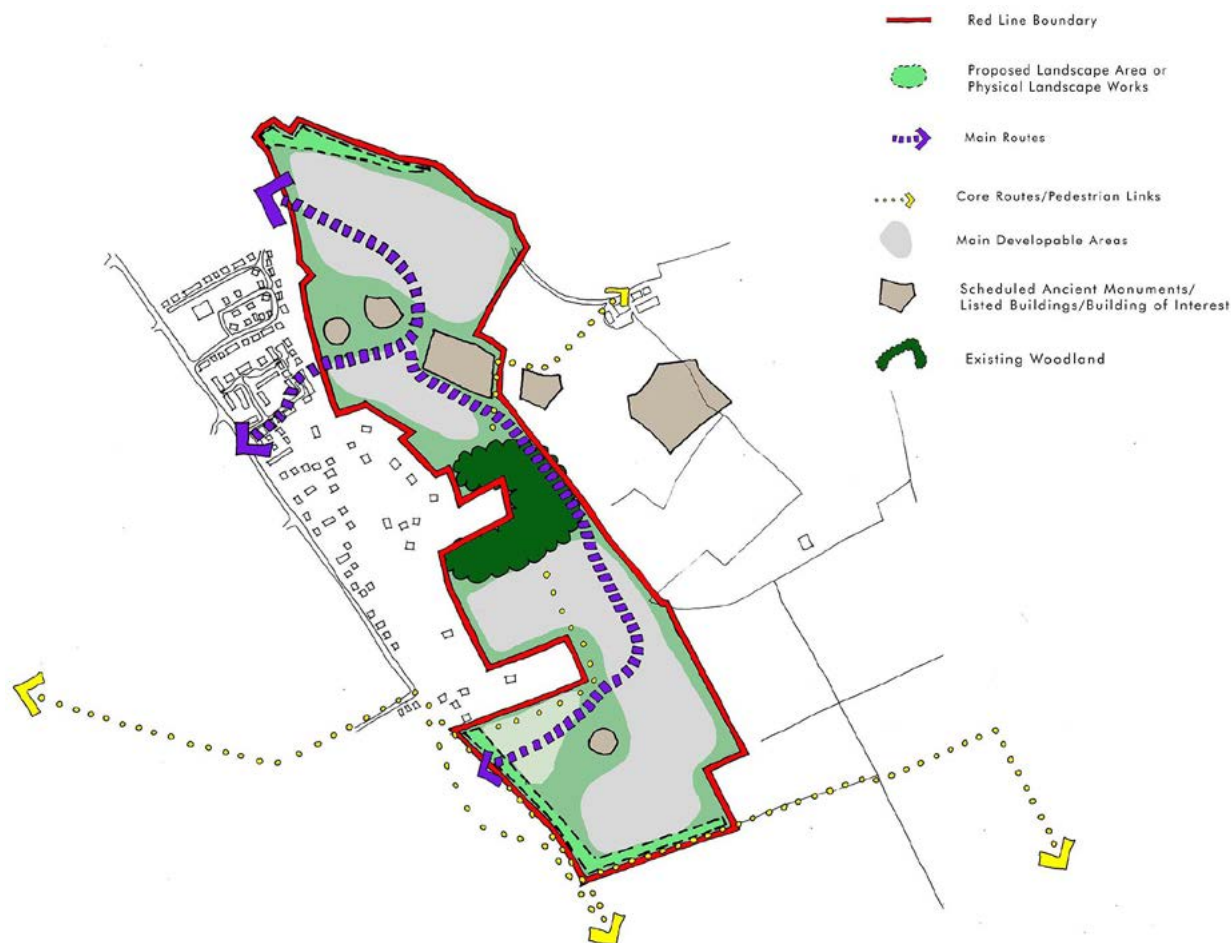 Red Line Boundary
Proposed Landscape Area or
Physical Landscape Works
Main Routes
Core Routes/Pedestrian Links
Main Developable Areas
Scheduled Ancient Monuments/
Listed Buildings/Building of Interest
Existing Woodland